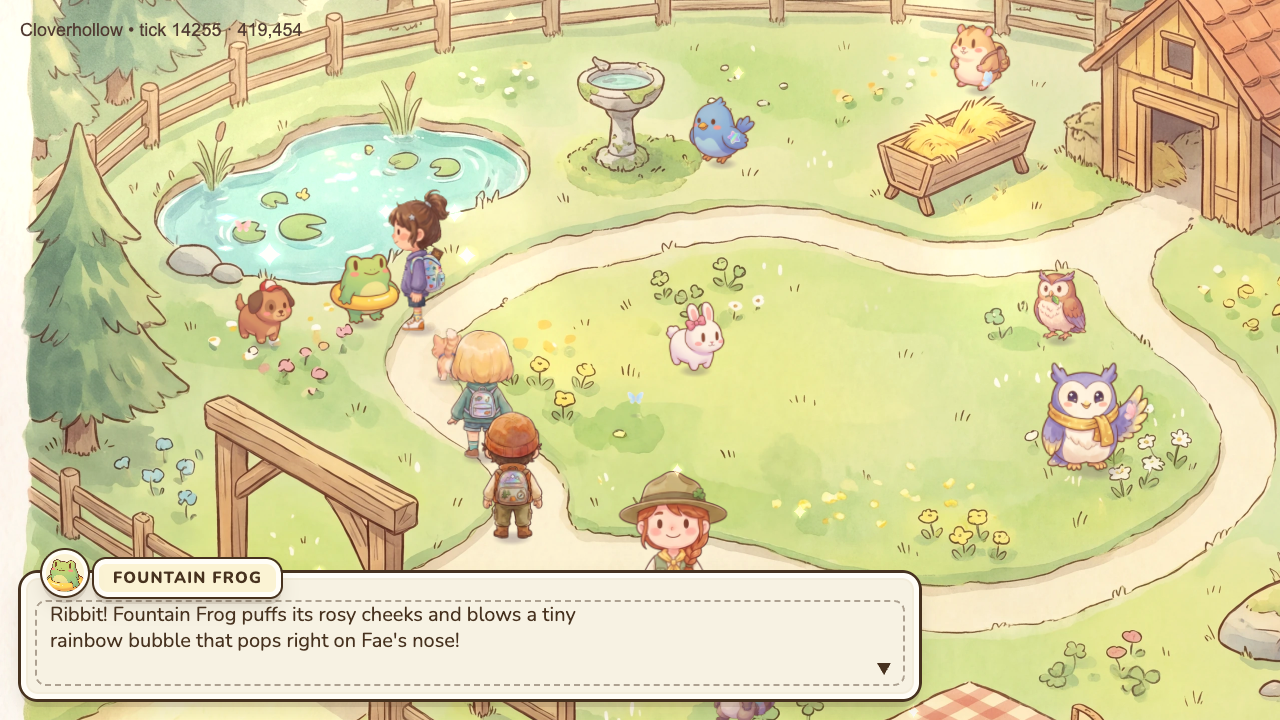 Cloverhollow • tick 14255 · 419,454
FOUNTAIN FROG
Ribbit! Fountain Frog puffs its rosy cheeks and blows a tiny
rainbow bubble that pops right on Fae's nose!